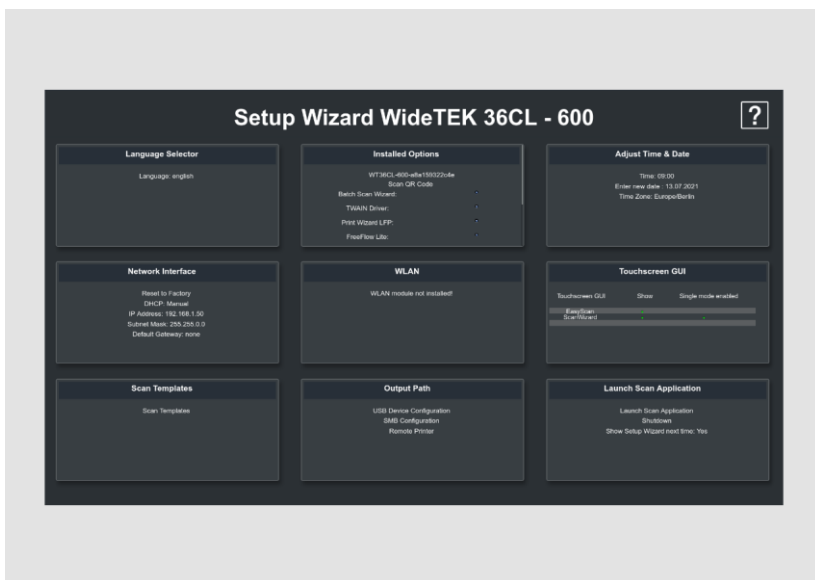 Setup Wizard WideTEK 36CL - 600
?
Language Selector
Language: english
Installed Options
Scan QR Code
Batch Scan Wizard:
TWAIN Driver:
Print Wizard LFP:
FreeFlow Lite:
Adjust Time & Date
Time: 09:00
Enter new date : 13.07.2021
Time Zone: Europe/Berlin
Network Interface
Reset to Factory
DHCP: Manual
IP Address: 192.168.1.50
Subnet Mask: 255.255.0.0
Default Gateway: none
WLAN
WLAN module not installed!
Touchscreen GUI
Touchscreen GUI Show Single mode enabled
EasyScan
ScanWizard
Scan Templates
Scan Templates
Output Path
USB Device Configuration
SMB Configuration
Remote Printer
Launch Scan Application
Launch Scan Application
Shutdown
Show Setup Wizard next time: Yes